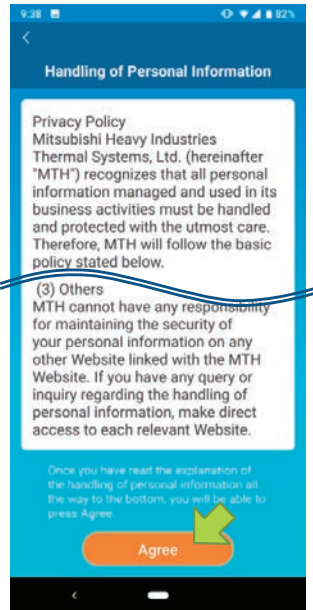 9:38 82%
Handling of Personal Information
Privacy Policy
Mitsubishi Heavy Industries
Thermal Systems, Ltd. (hereinafter
"MTH") recognizes that all personal
information managed and used in its
business activities must be handled
and protected with the utmost care.
Therefore, MTH will follow the basic
policy stated below.
(3) Others
MTH cannot have any responsibility
for maintaining the security of
your personal information on any
other Website linked with the MTH
Website. If you have any query or
inquiry regarding the handling of
personal information, make direct
access to each relevant Website.
Once you have read the explanation of
the handling of personal information all
the way to the bottom, you will be able to
press Agree
Agree